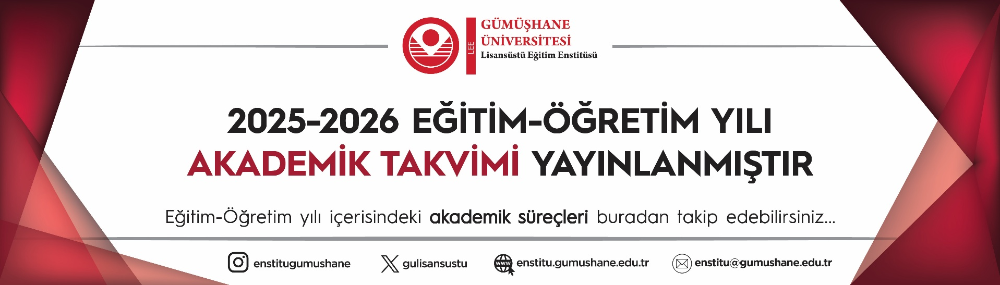 LEE
GÜMÜŞHANE
ÜNİVERSİTESİ
Lisansüstü Eğitim Enstitüsü
2025-2026 EĞİTİM-ÖĞRETİM YILI
AKADEMİK TAKVİMİ YAYINLANMIŞTIR
Eğitim-Öğretim yılı içerisindeki akademik süreçleri buradan takip edebilirsiniz...
enstitugumushane
gulisansustu
www
enstitu.gumushane.edu.tr
enstitu@gumushane.edu.tr